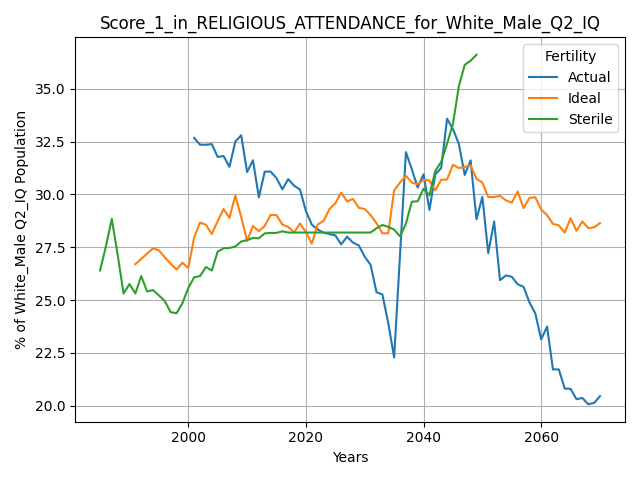 Score_1_in_RELIGIOUS_ATTENDANCE_for_White_Male_Q2_IQ
Fertility
Actual
Ideal
Sterile
% of White_Male Q2_IQ Population
35.0
32.5
30.0
27.5
25.0
22.5
20.0
2000
2020
2040
2060
Years